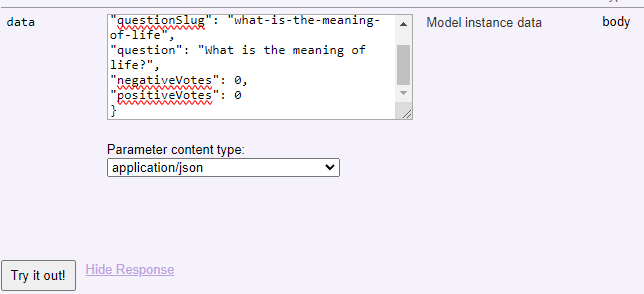 data
"questionSlug": "what-is-the-meaning-
of-life",
"question": "What is the meaning of
life?",
"negativeVotes": 0,
"positiveVotes": 0
}
Model instance data
body
Parameter content type:
application/json
Try it out!
Hide Response